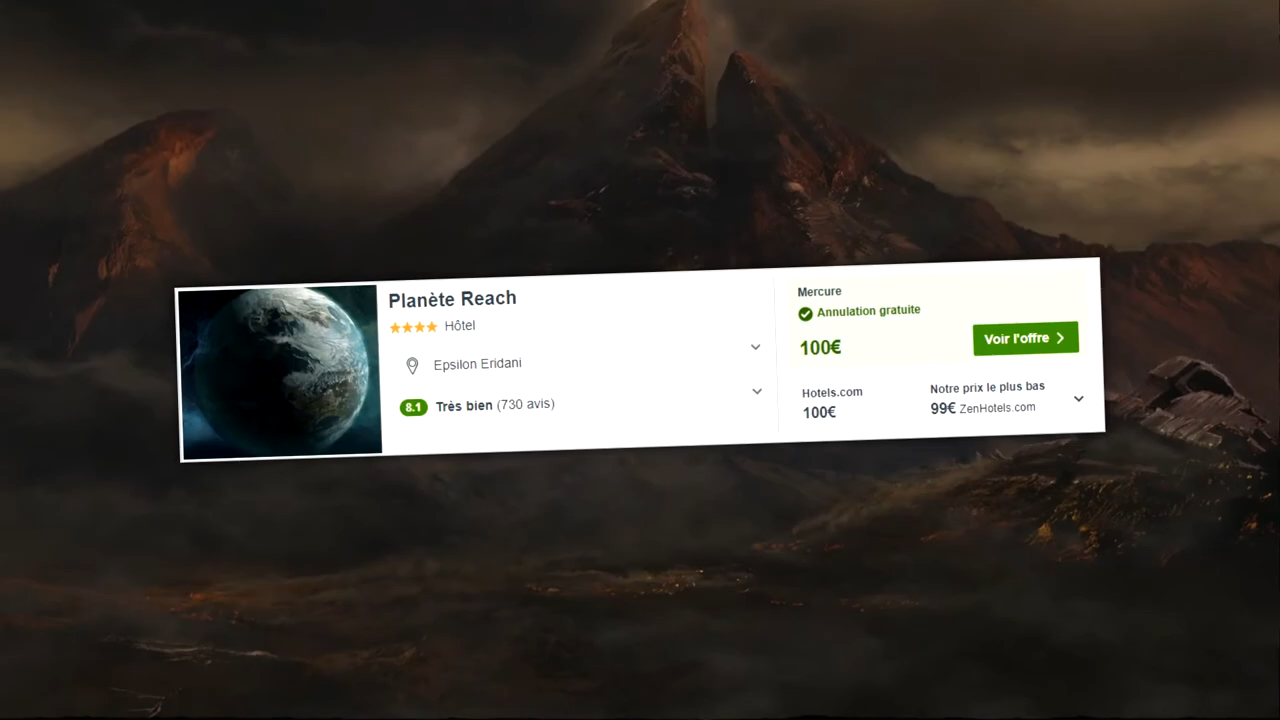 Planète Reach
Hôtel
Epsilon Eridani
8.1 Très bien (730 avis)
Mercure
Annulation gratuite
100€
Voir l'offre
Hotels.com
100€
Notre prix le plus bas
99€ ZenHotels.com